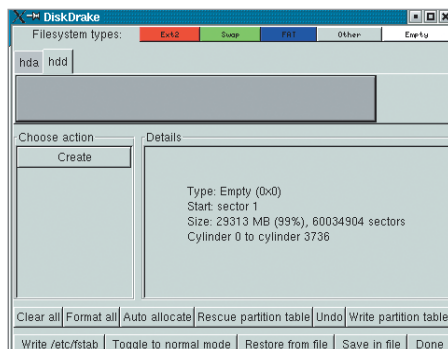 DiskDrake
Filesystem types: Ext2 Swap FAT Other Empty
hda hdd
Choose action Details
Create
Type: Empty (0x0)
Start: sector 1
Size: 29313 MB (99%), 60034904 sectors
Cylinder 0 to cylinder 3736
Clear all Format all Auto allocate Rescue partition table Undo Write partition table
Write /etc/fstab Toggle to normal mode Restore from file Save in file Done